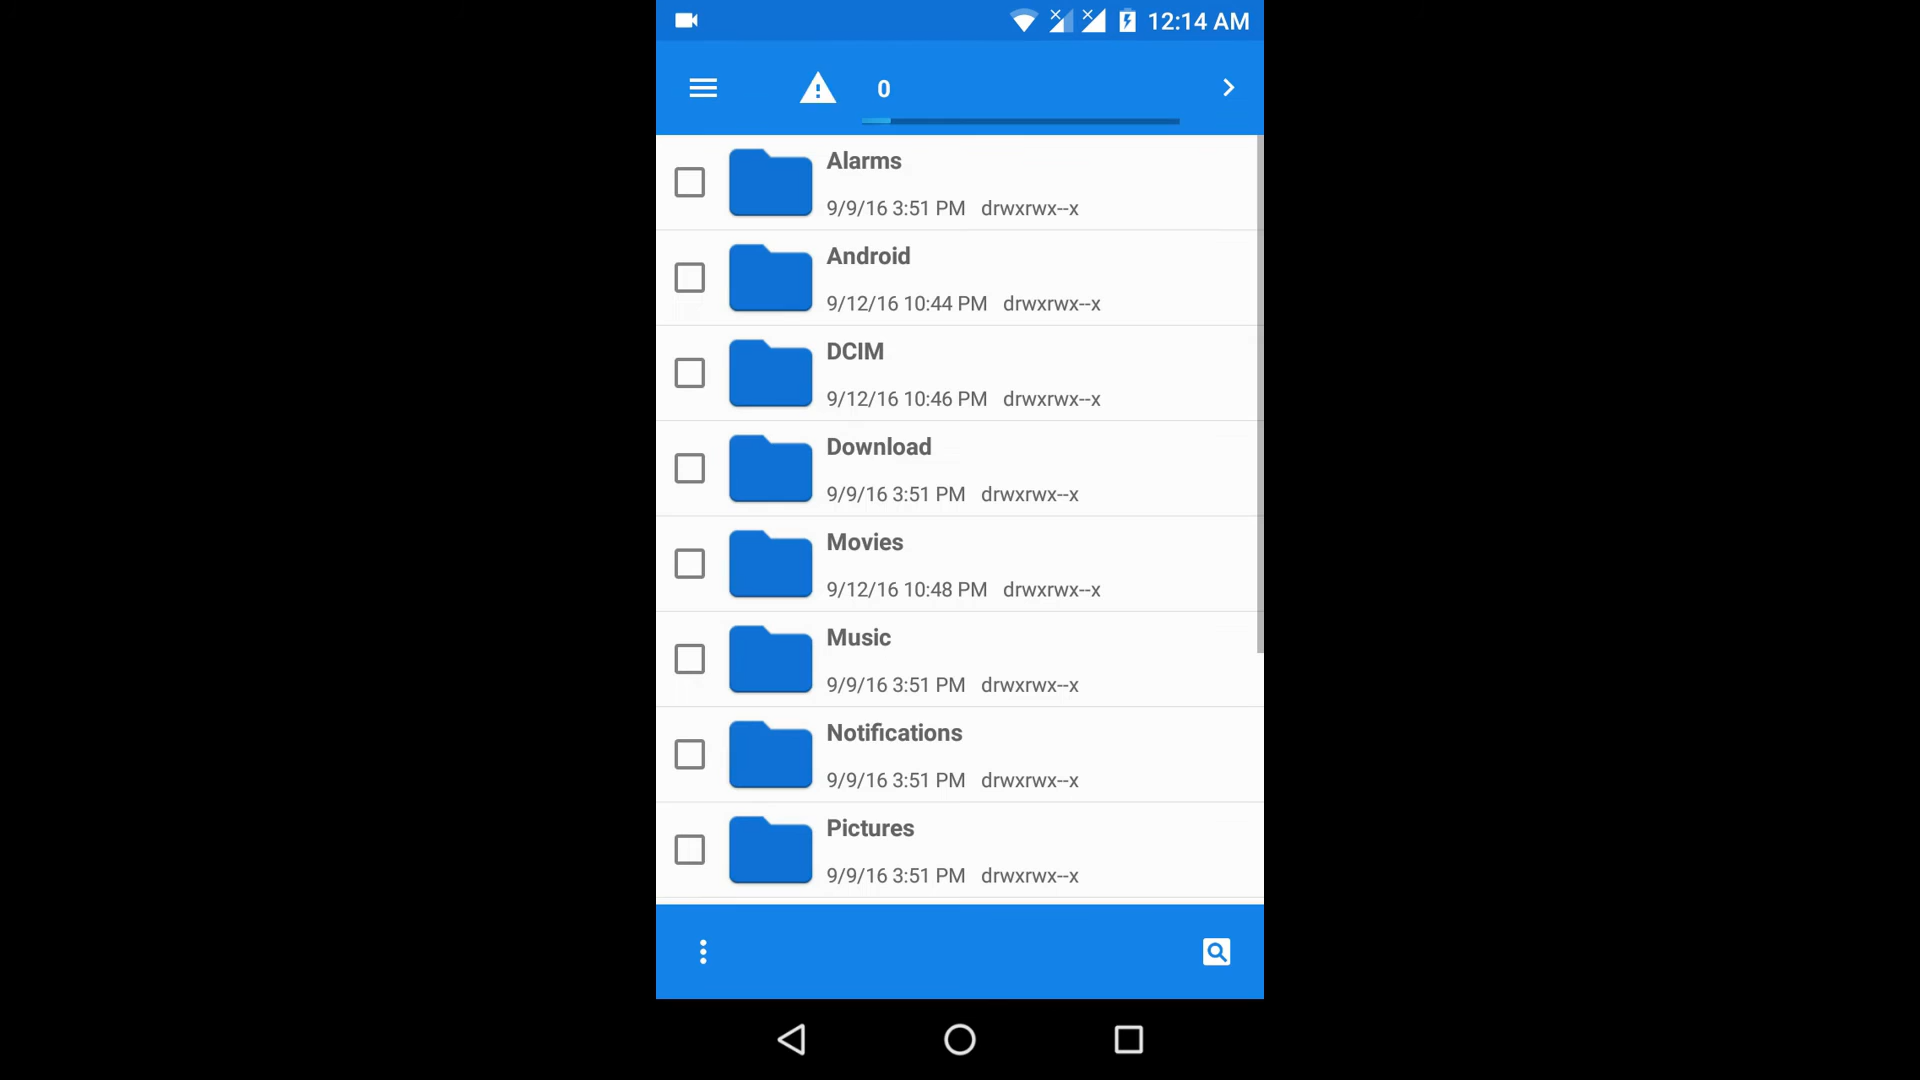 12:14 AM
0
Alarms
9/9/16 3:51 PM drwxrwx--x
Android
9/12/16 10:44 PM drwxrwx--x
DCIM
9/12/16 10:46 PM drwxrwx--x
Download
9/9/16 3:51 PM drwxrwx--x
Movies
9/12/16 10:48 PM drwxrwx--x
Music
9/9/16 3:51 PM drwxrwx--x
Notifications
9/9/16 3:51 PM drwxrwx--x
Pictures
9/9/16 3:51 PM drwxrwx--x